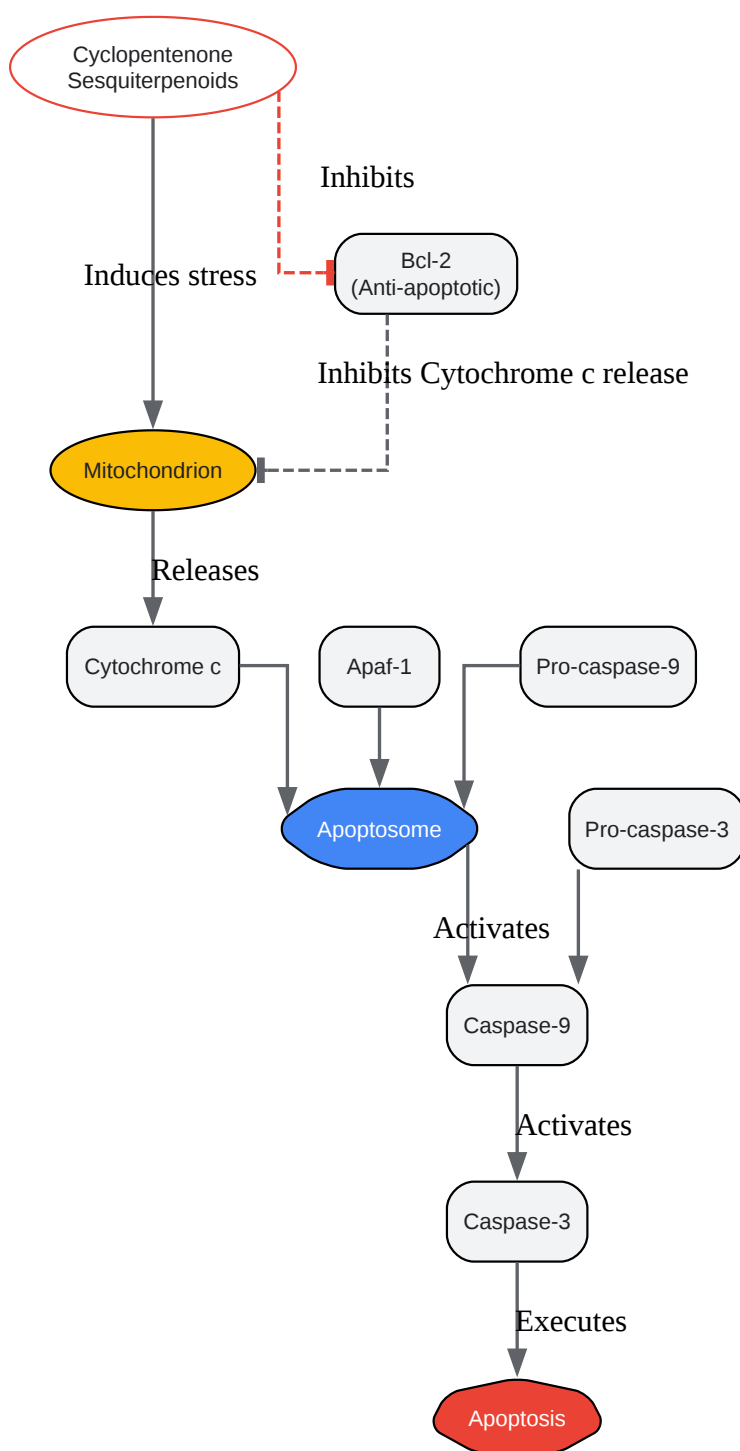 Cyclopentenone
Sesquiterpenoids
Inhibits
Bcl-2
(Anti-apoptotic)
Induces stress
Inhibits Cytochrome c release
Mitochondrion
Releases
Cytochrome c
Apaf-1
Pro-caspase-9
Apoptosome
Pro-caspase-3
Activates
Caspase-9
Activates
Caspase-3
Executes
Apoptosis